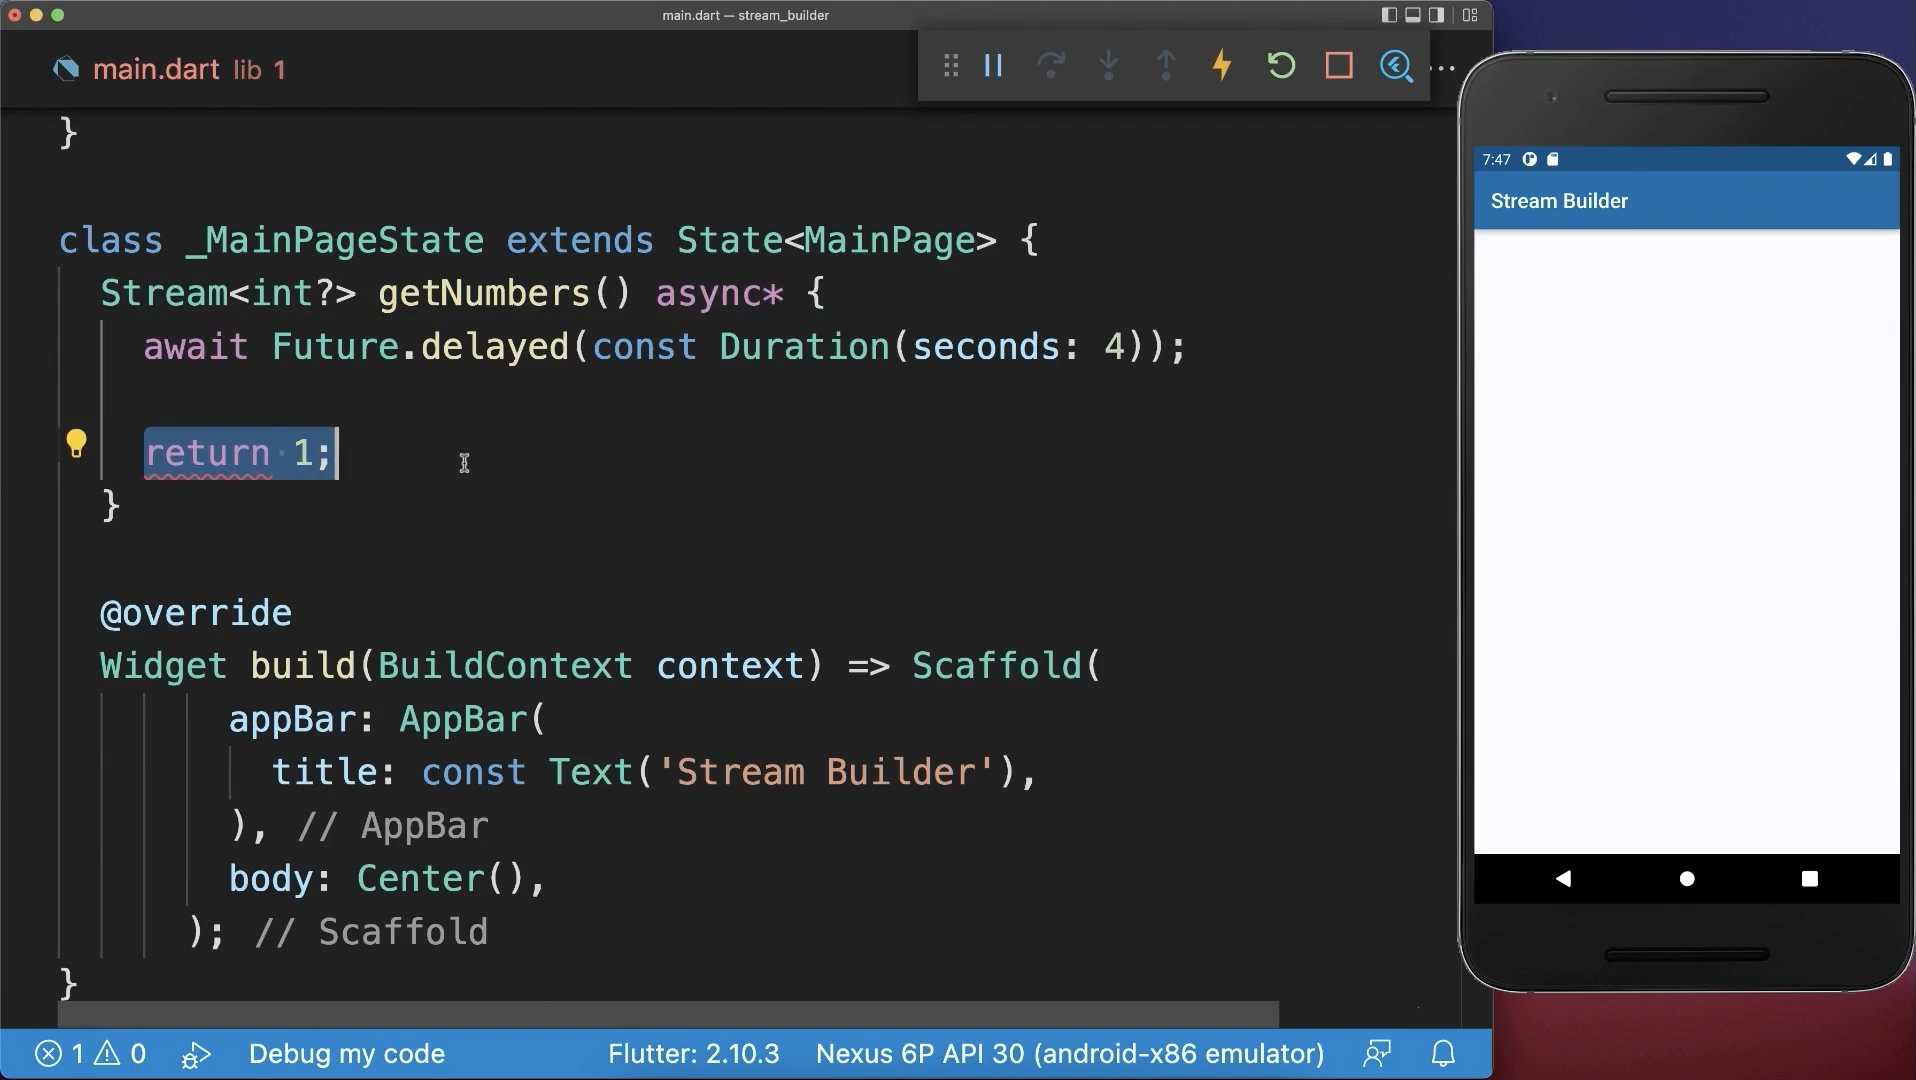 main.dart — stream_builder
main.dart lib 1
}
class _MainPageState extends State<MainPage> {
Stream<int?> getNumbers() async* {
await Future.delayed(const Duration(seconds: 4));
return 1;
}
@override
Widget build(BuildContext context) => Scaffold(
appBar: AppBar(
title: const Text('Stream Builder'),
), // AppBar
body: Center(),
); // Scaffold
}
1 0 Debug my code Flutter: 2.10.3 Nexus 6P API 30 (android-x86 emulator)
7:47
Stream Builder